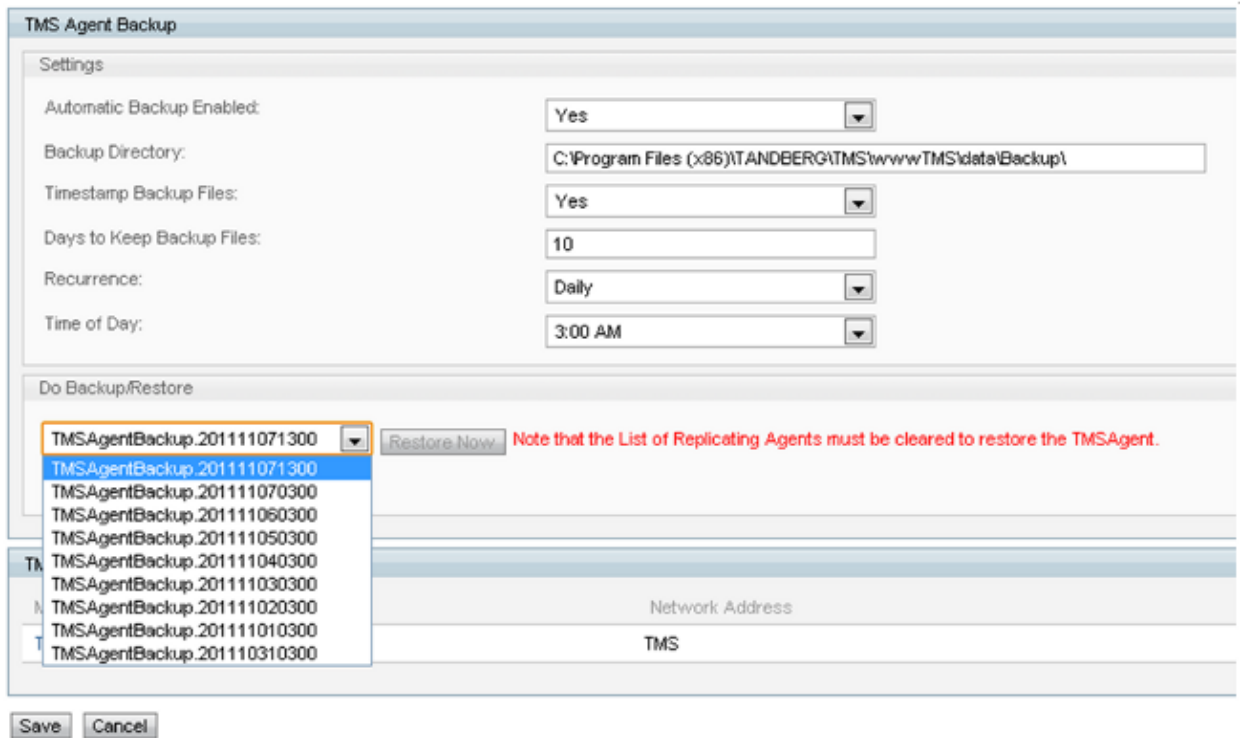 TMS Agent Backup
Settings
Automatic Backup Enabled: Yes
Backup Directory: C:\Program Files (x86)\TANDBERG\TMS\wwwTMS\data\Backup\
Timestamp Backup Files: Yes
Days to Keep Backup Files: 10
Recurrence: Daily
Time of Day: 3:00 AM
Do Backup/Restore
TMSAgentBackup.201111071300 Restore Now Note that the List of Replicating Agents must be cleared to restore the TMSAgent.
TMSAgentBackup.201111071300
TMSAgentBackup.201111070300
TMSAgentBackup.201111060300
TMSAgentBackup.201111050300
TMSAgentBackup.201111040300
TMSAgentBackup.201111030300
TMSAgentBackup.201111020300
TMSAgentBackup.201111010300
TMSAgentBackup.201110310300
Network Address
TMS
Save Cancel